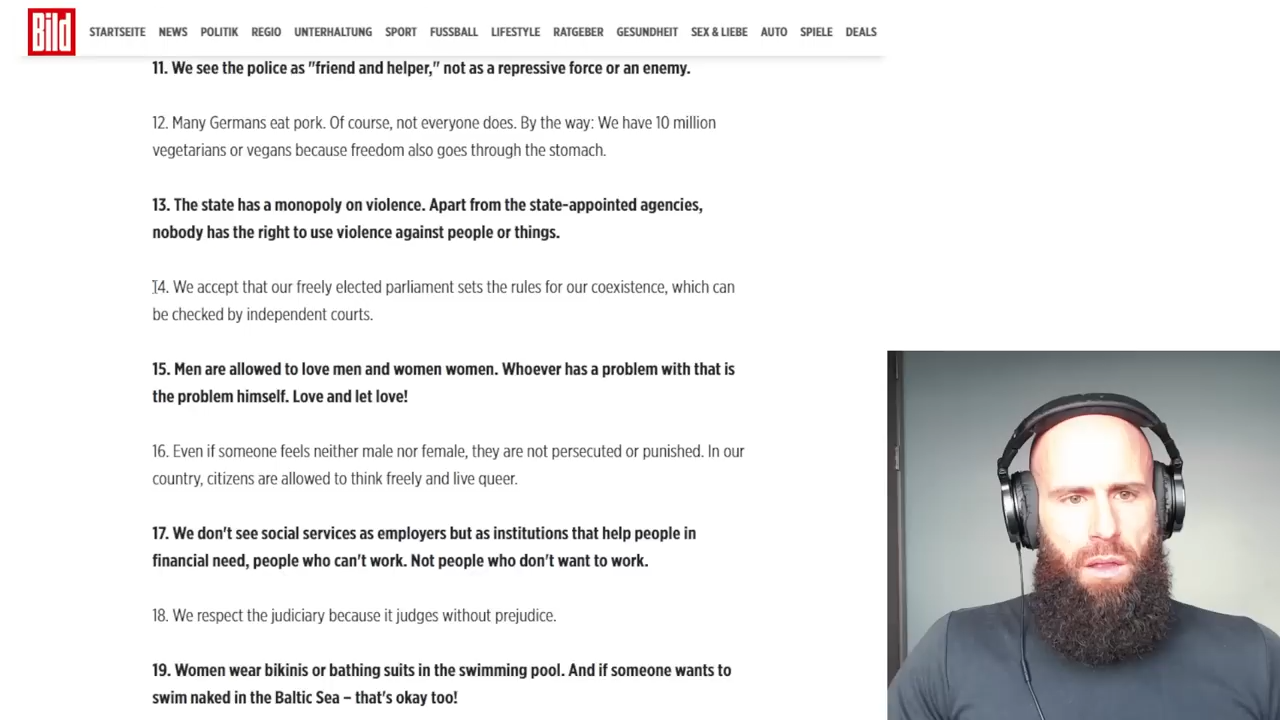 Bild
STARTSEITE NEWS POLITIK REGIO UNTERHALTUNG SPORT FUSSBALL LIFESTYLE RATGEBER GESUNDHEIT SEX & LIEBE AUTO SPIELE DEALS
11. We see the police as "friend and helper," not as a repressive force or an enemy.
12. Many Germans eat pork. Of course, not everyone does. By the way: We have 10 million
vegetarians or vegans because freedom also goes through the stomach.
13. The state has a monopoly on violence. Apart from the state-appointed agencies,
nobody has the right to use violence against people or things.
14. We accept that our freely elected parliament sets the rules for our coexistence, which can
be checked by independent courts.
15. Men are allowed to love men and women women. Whoever has a problem with that is
the problem himself. Love and let love!
16. Even if someone feels neither male nor female, they are not persecuted or punished. In our
country, citizens are allowed to think freely and live queer.
17. We don't see social services as employers but as institutions that help people in
financial need, people who can't work. Not people who don't want to work.
18. We respect the judiciary because it judges without prejudice.
19. Women wear bikinis or bathing suits in the swimming pool. And if someone wants to
swim naked in the Baltic Sea – that's okay too!